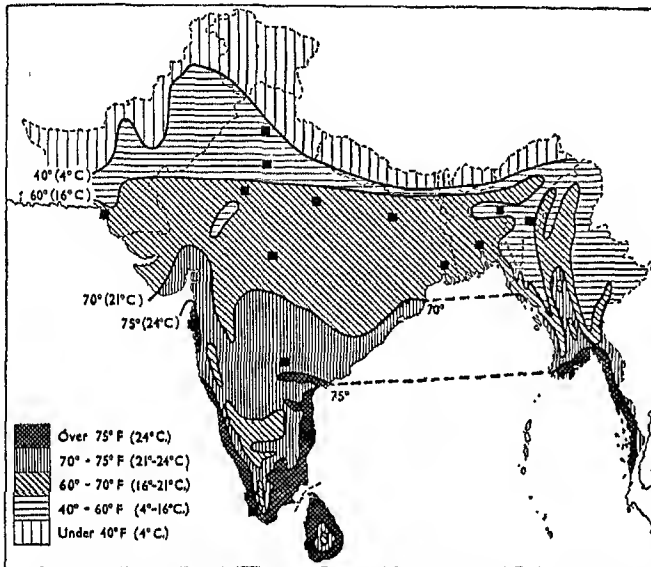 40° (4°C)
60° (16°C)
70° (21°C)
75° (24°C)
70°
75°
Over 75° F (24°C.)
70° - 75° F (21°-24°C)
60° - 70° F (16°-21°C.)
40° - 60° F (4°-16°C.)
Under 40°F (4°C.)